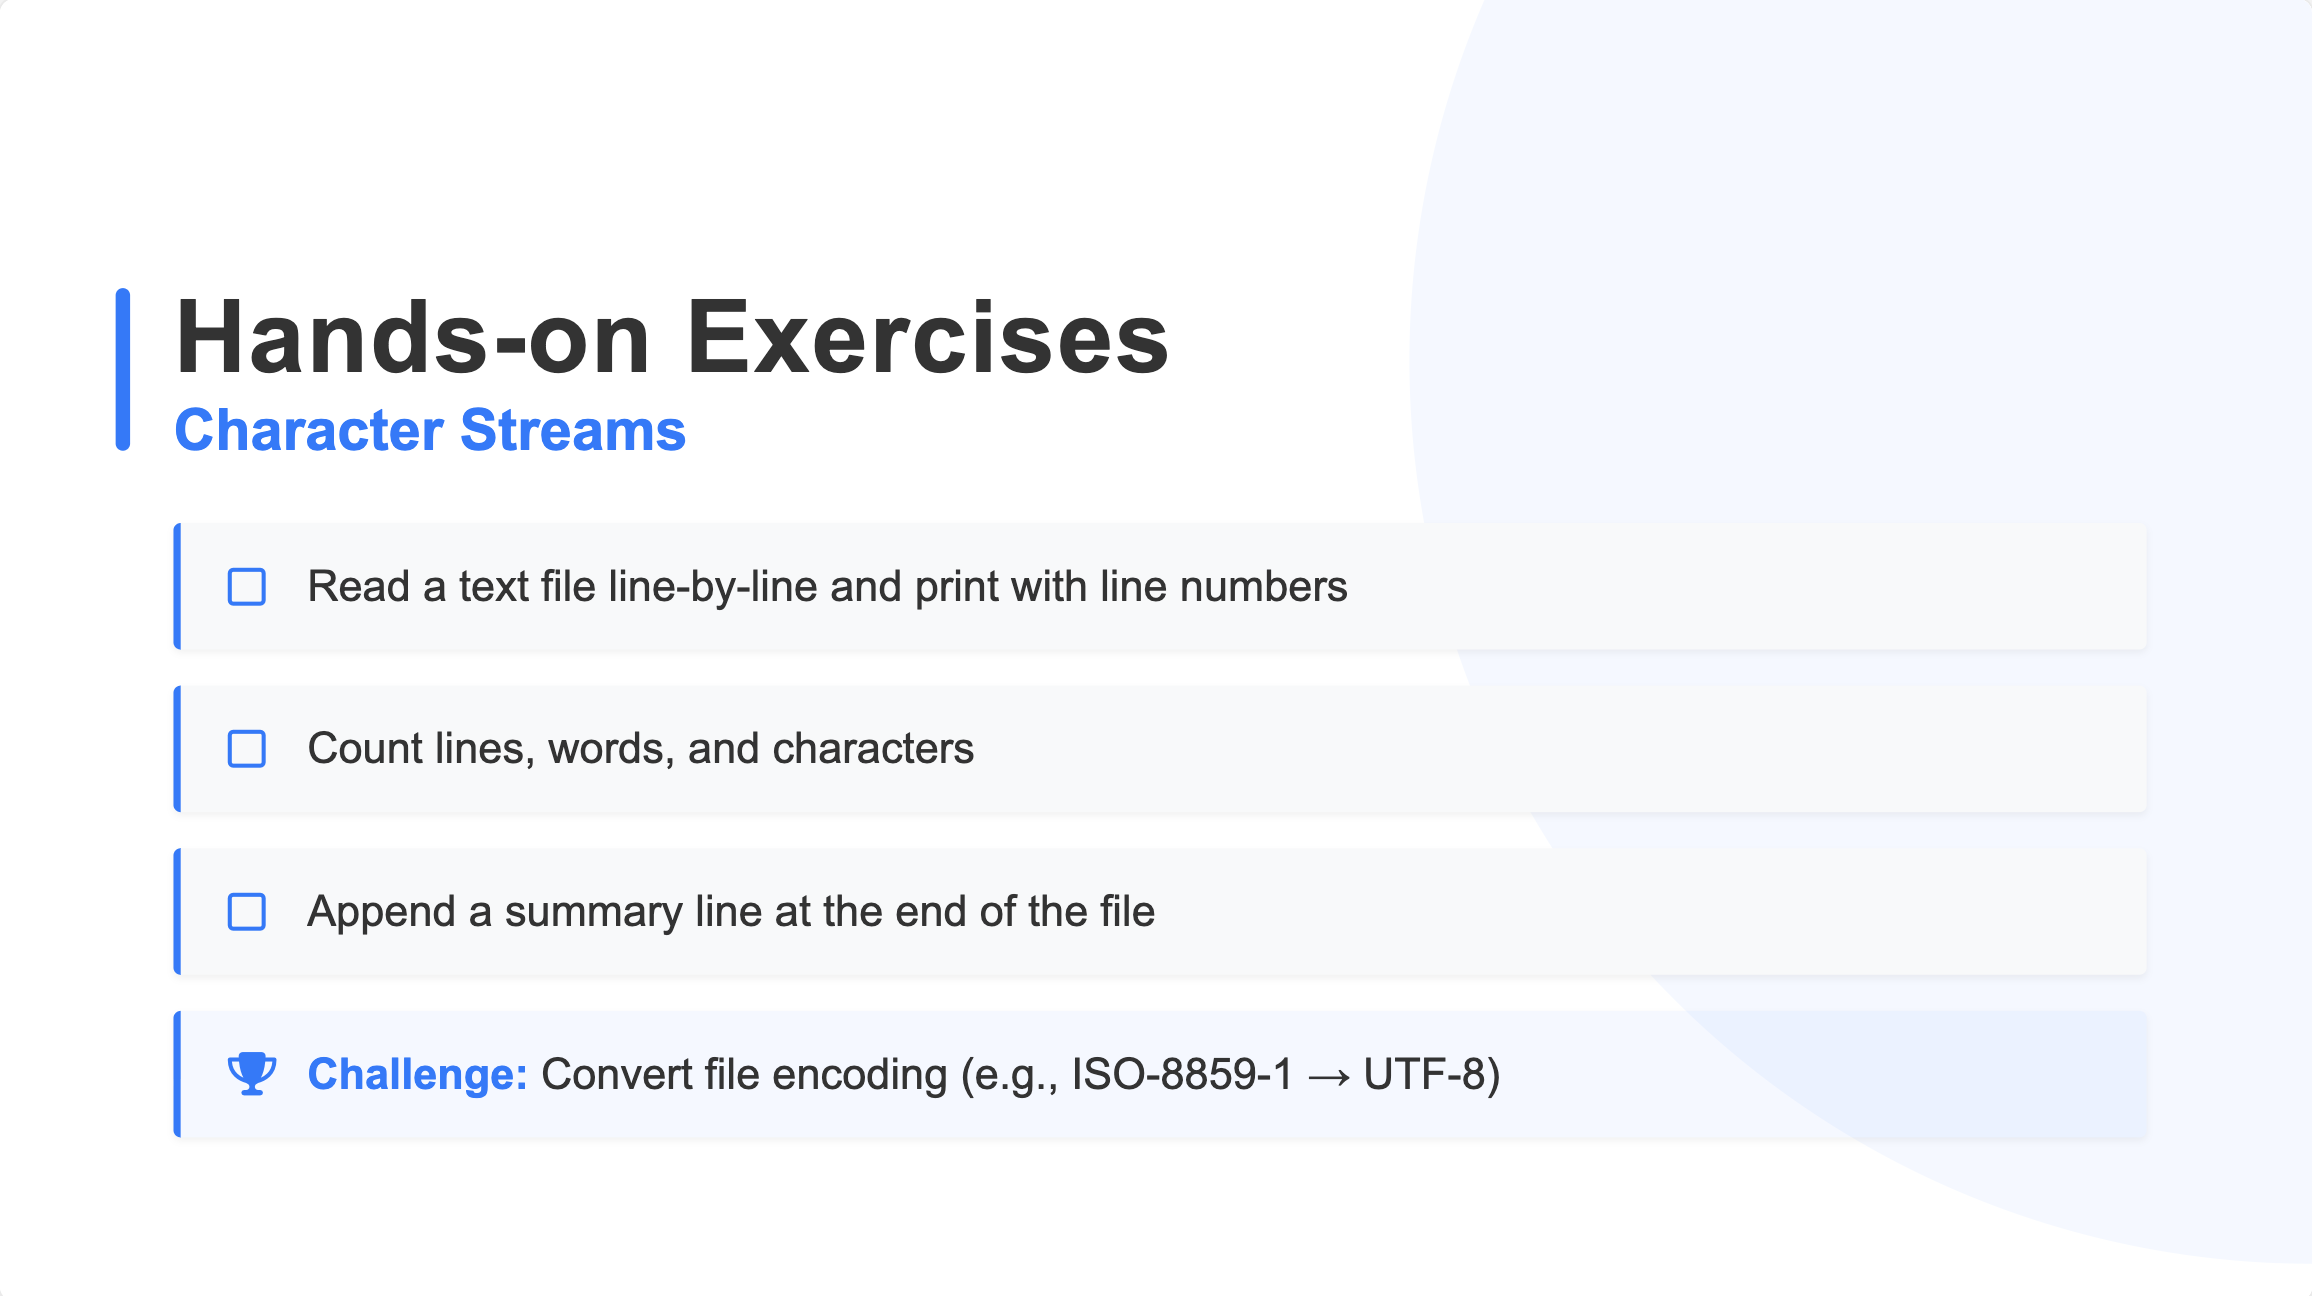 Hands-on Exercises
Character Streams
Read a text file line-by-line and print with line numbers
Count lines, words, and characters
Append a summary line at the end of the file
Challenge: Convert file encoding (e.g., ISO-8859-1 → UTF-8)